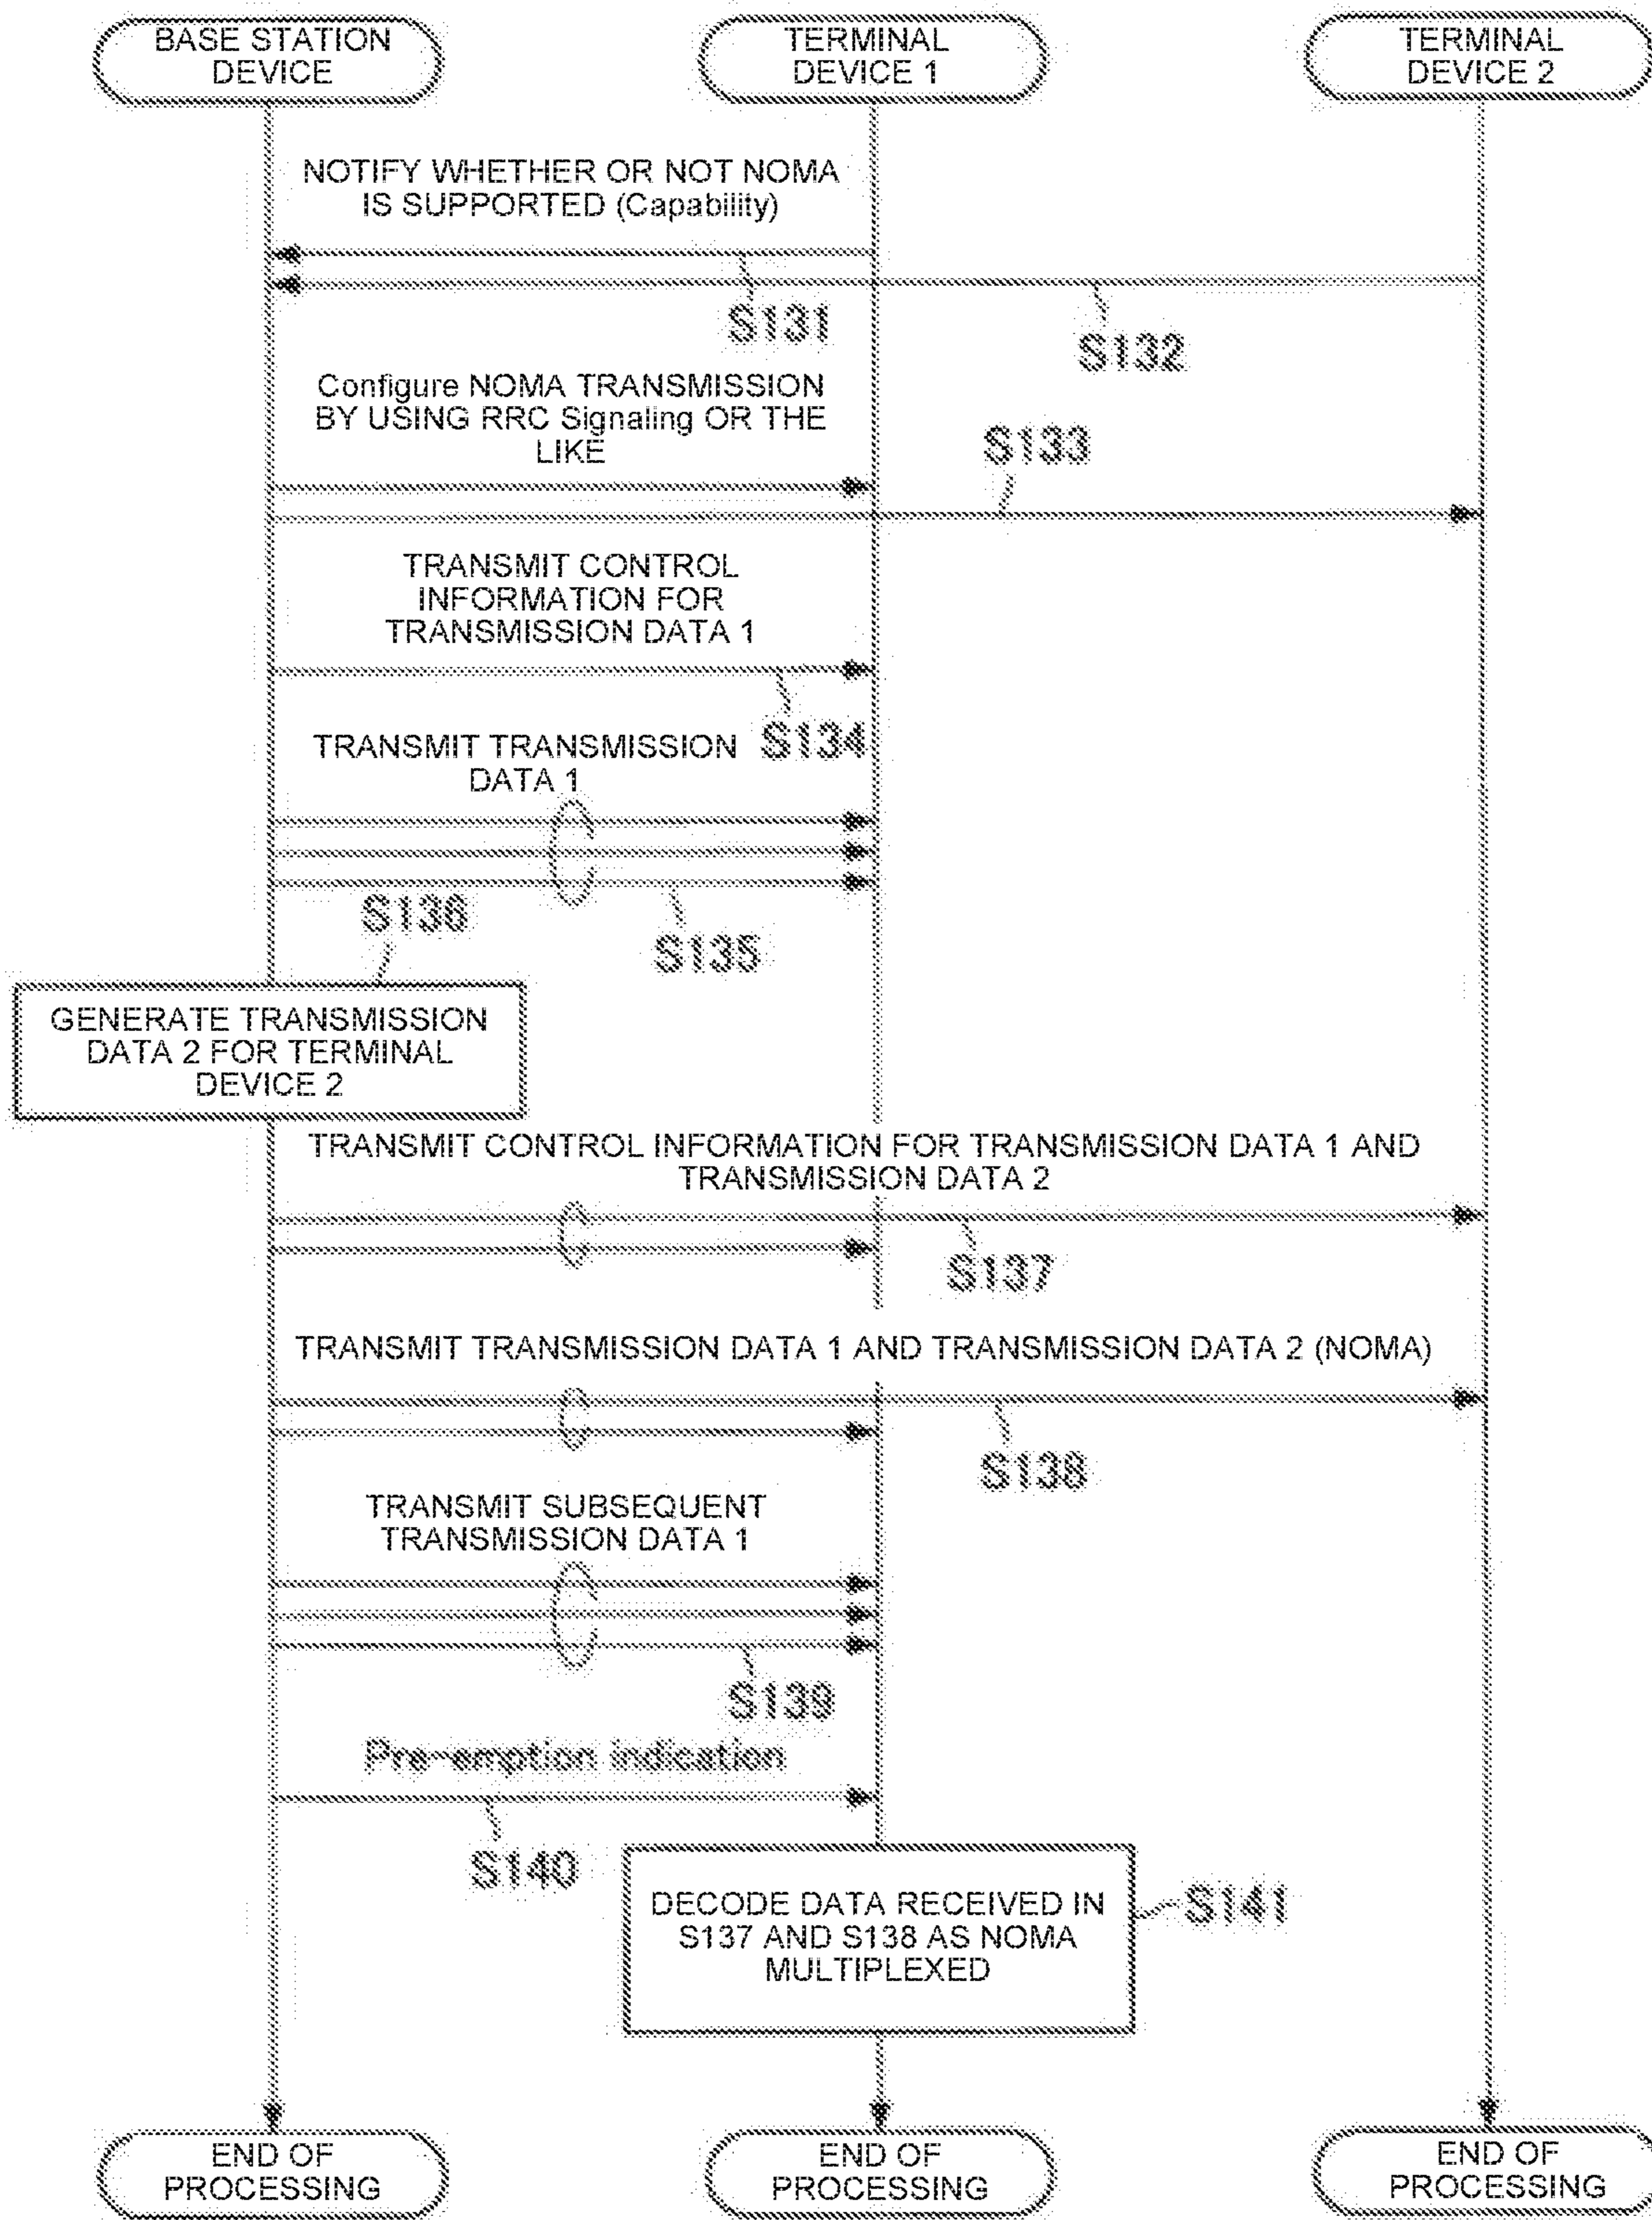 BASE STATION
DEVICE
TERMINAL
DEVICE 1
TERMINAL
DEVICE 2
NOTIFY WHETHER OR NOT NOMA
IS SUPPORTED (Capability)
S131
S132
Configure NOMA TRANSMISSION
BY USING RRC Signaling OR THE
LIKE
S133
TRANSMIT CONTROL
INFORMATION FOR
TRANSMISSION DATA 1
S134
TRANSMIT TRANSMISSION
DATA 1
S136
S135
GENERATE TRANSMISSION
DATA 2 FOR TERMINAL
DEVICE 2
TRANSMIT CONTROL INFORMATION FOR TRANSMISSION DATA 1 AND
TRANSMISSION DATA 2
S137
TRANSMIT TRANSMISSION DATA 1 AND TRANSMISSION DATA 2 (NOMA)
S138
TRANSMIT SUBSEQUENT
TRANSMISSION DATA 1
S139
Pre-emption indication
S140
DECODE DATA RECEIVED IN
S137 AND S138 AS NOMA
MULTIPLEXED
S141
END OF
PROCESSING
END OF
PROCESSING
END OF
PROCESSING